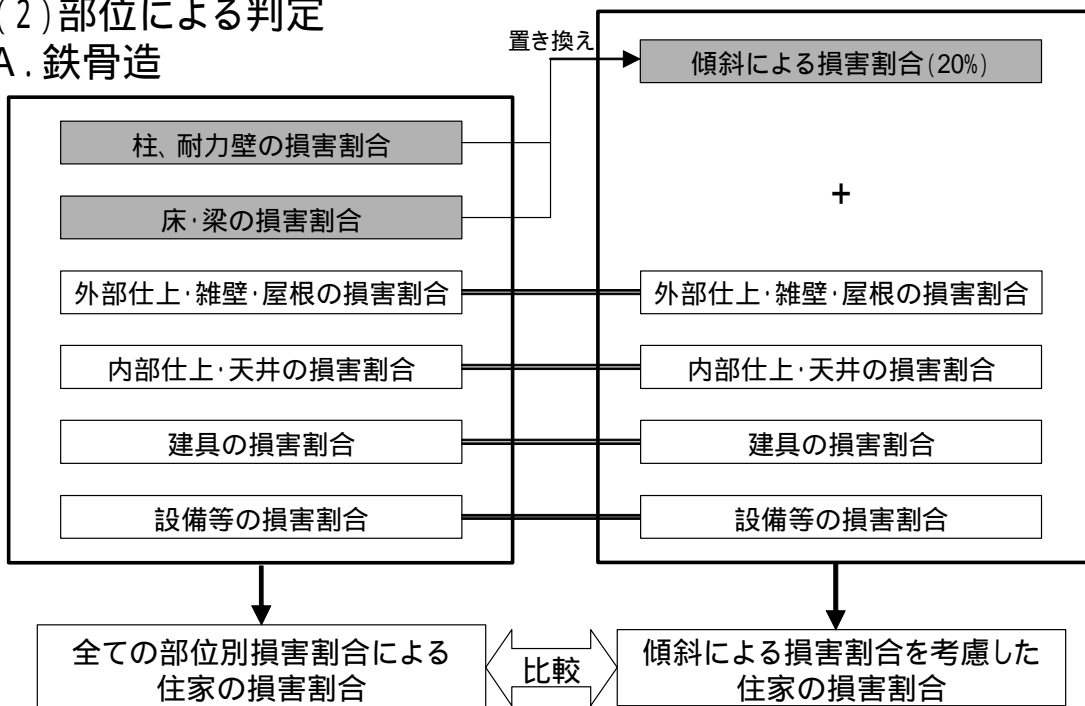 (2)部位による判定
A.鉄骨造
置き換え
柱、耐力壁の損害割合
床・梁の損害割合
外部仕上・雑壁・屋根の損害割合
内部仕上・天井の損害割合
建具の損害割合
設備等の損害割合
傾斜による損害割合(20%)
+
外部仕上・雑壁・屋根の損害割合
内部仕上・天井の損害割合
建具の損害割合
設備等の損害割合
全ての部位別損害割合による
住家の損害割合
比較
傾斜による損害割合を考慮した
住家の損害割合